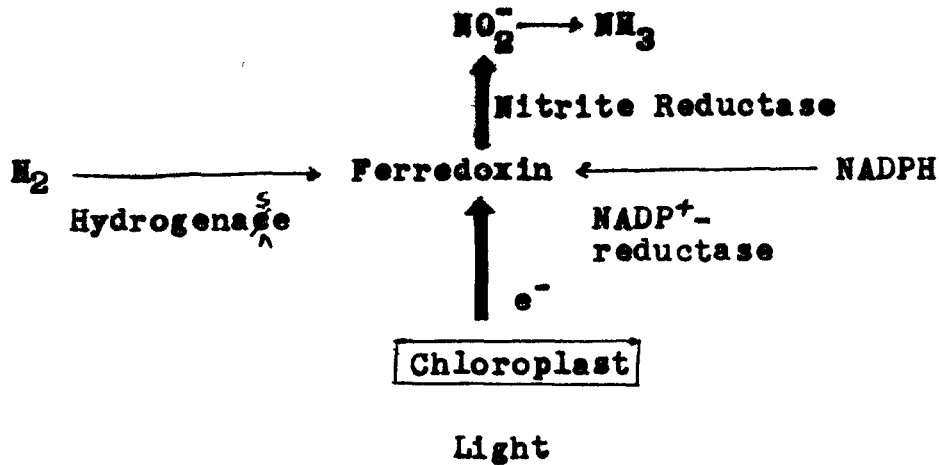 NO₂⁻ → NH₃
Nitrite Reductase
H₂ → Ferredoxin ← NADPH
Hydrogenase
NADP⁺-
reductase
e⁻
Chloroplast
Light